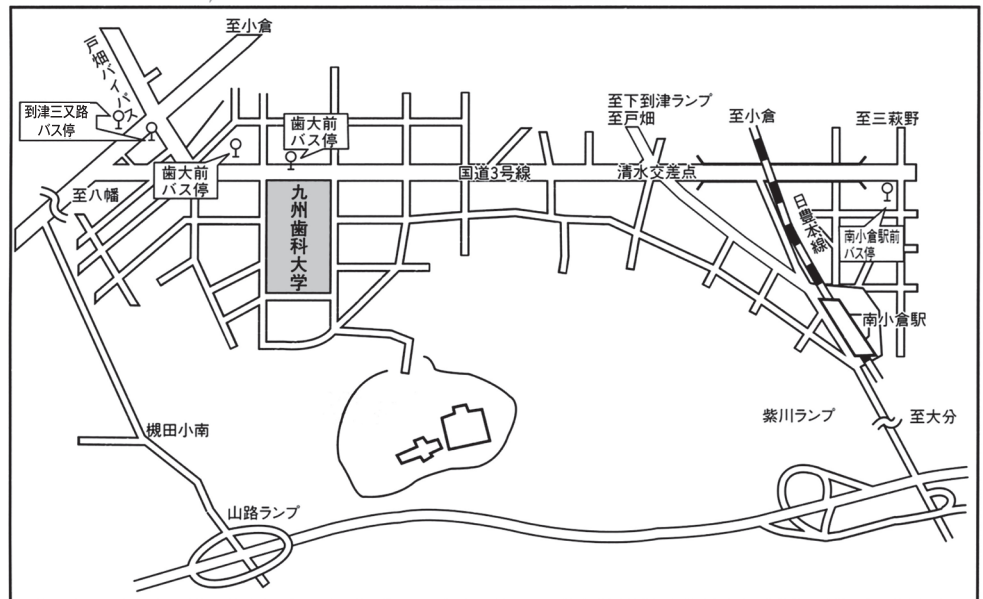 至小倉
戸畑バイパス
到津三又路
バス停
歯大前
バス停
歯大前
バス停
至八幡
九州歯科大学
国道3号線
至下到津ランプ
至戸畑
清水交差点
至小倉
至三萩野
日豊本線
南小倉駅前
バス停
南小倉駅
紫川ランプ
至大分
槻田小南
山路ランプ